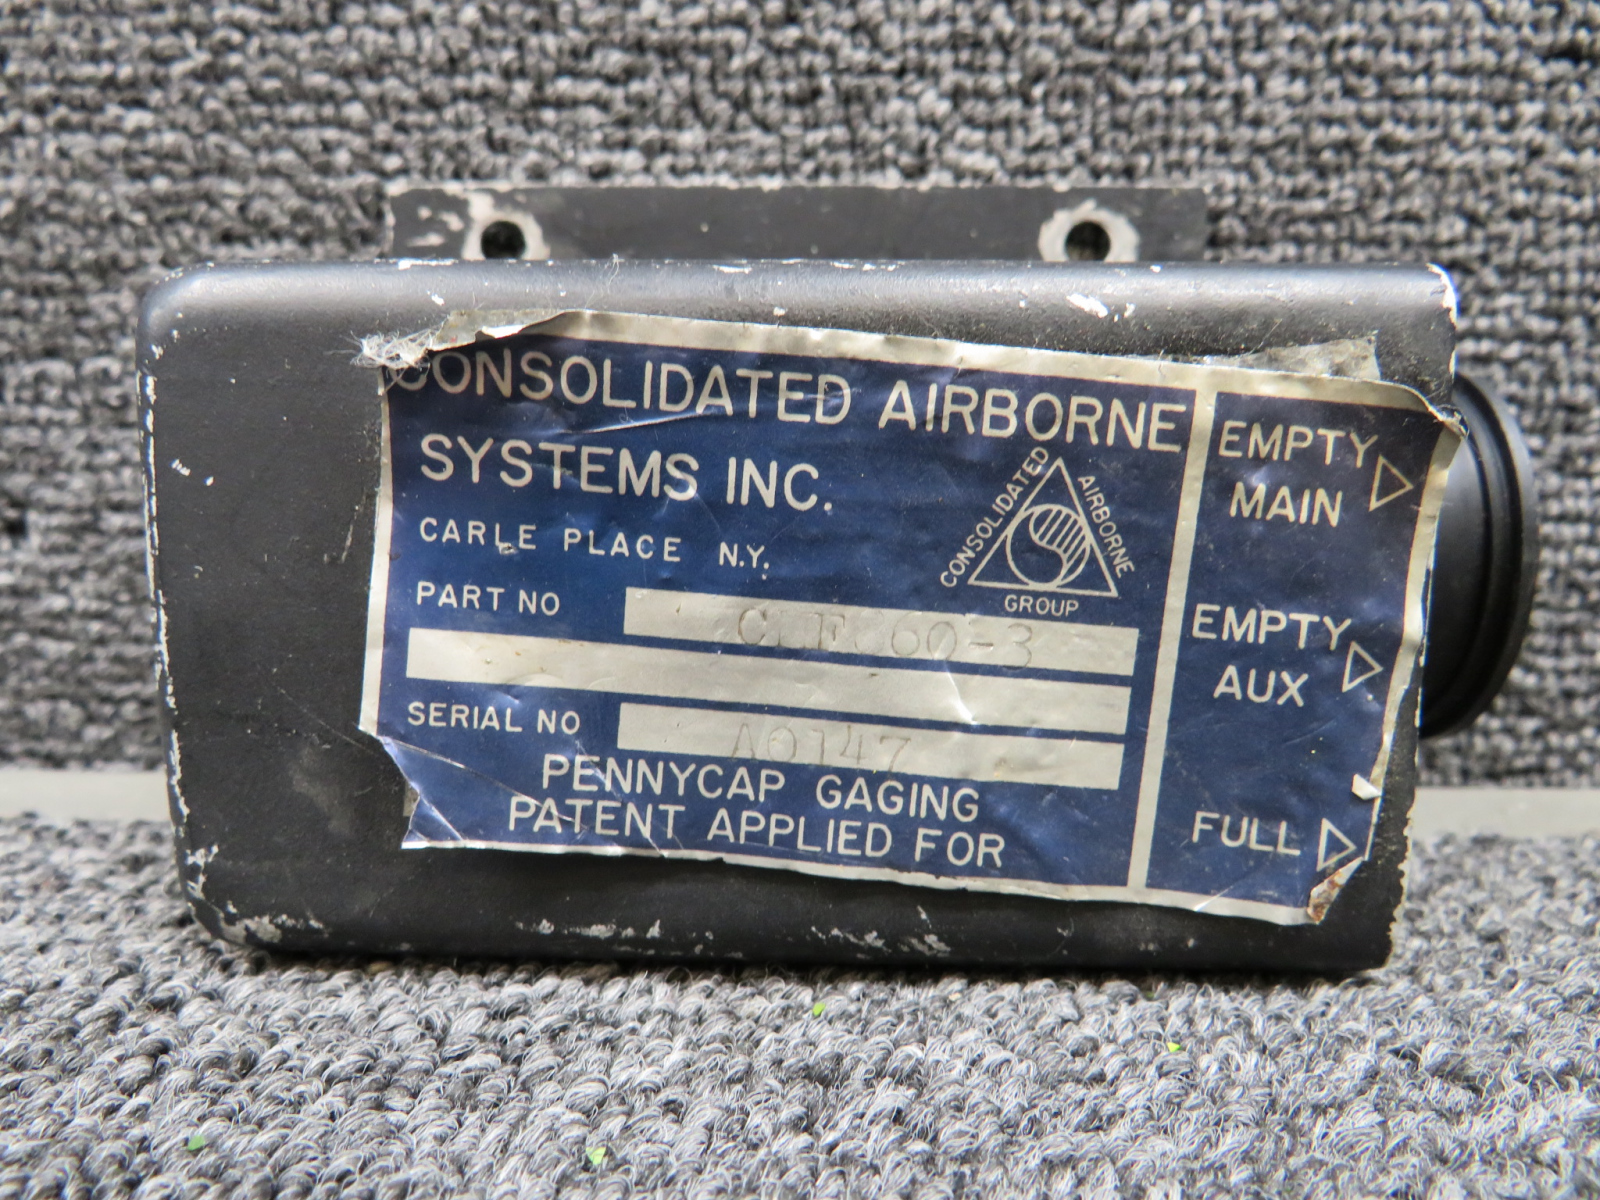 CONSOLIDATED AIRBORNE
SYSTEMS INC.
CARLE PLACE N.Y.
CONSOLIDATED
AIRBORNE
GROUP
PART NO
SERIAL NO A0147
PENNYCAP GAGING
PATENT APPLIED FOR
EMPTY
MAIN
EMPTY
AUX
FULL